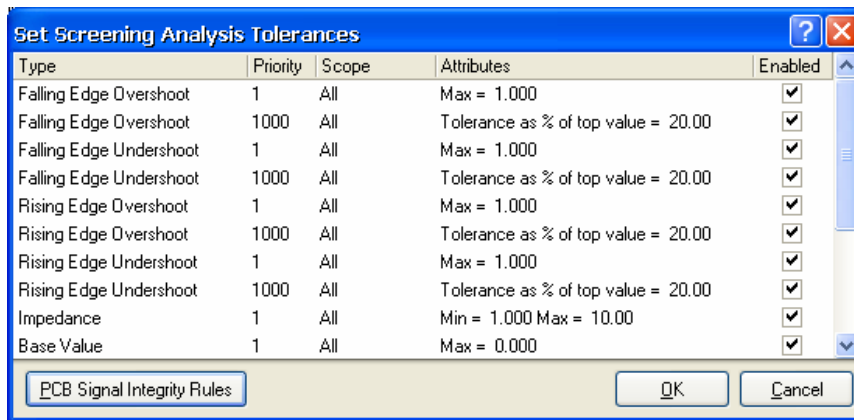 Set Screening Analysis Tolerances ?
Type Priority Scope Attributes Enabled
Falling Edge Overshoot 1 All Max = 1.000
Falling Edge Overshoot 1000 All Tolerance as % of top value = 20.00
Falling Edge Undershoot 1 All Max = 1.000
Falling Edge Undershoot 1000 All Tolerance as % of top value = 20.00
Rising Edge Overshoot 1 All Max = 1.000
Rising Edge Overshoot 1000 All Tolerance as % of top value = 20.00
Rising Edge Undershoot 1 All Max = 1.000
Rising Edge Undershoot 1000 All Tolerance as % of top value = 20.00
Impedance 1 All Min = 1.000 Max = 10.00
Base Value 1 All Max = 0.000
PCB Signal Integrity Rules OK Cancel